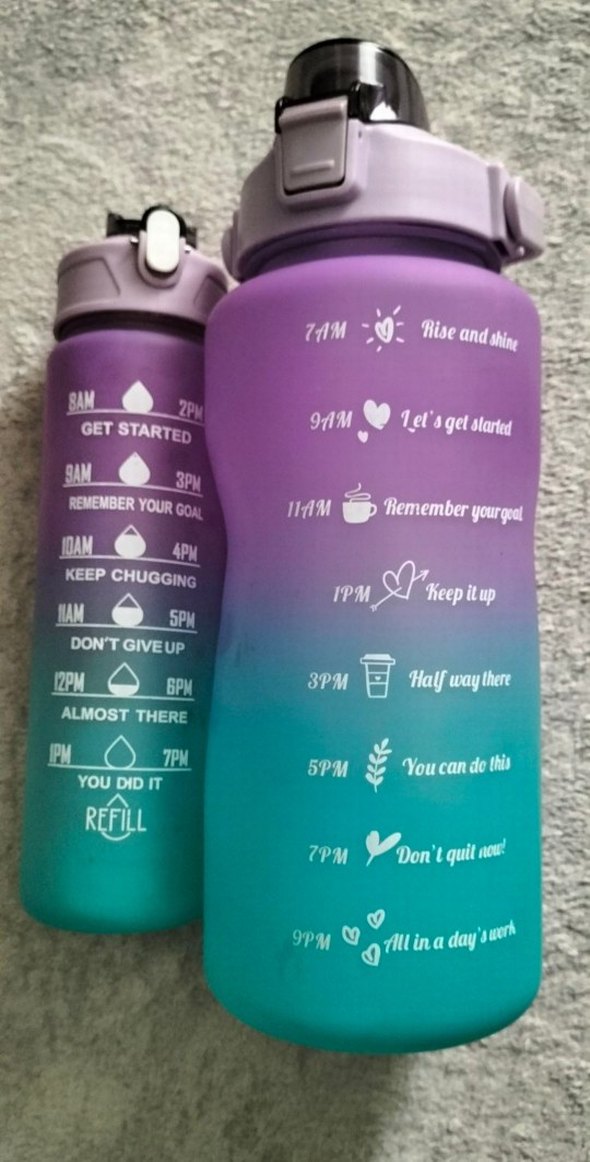 8AM 2PM
GET STARTED
9AM 3PM
REMEMBER YOUR GOAL
10AM 4PM
KEEP CHUGGING
11AM 5PM
DON'T GIVE UP
12PM 6PM
ALMOST THERE
1PM 7PM
YOU DID IT
REFILL
7AM Rise and shine
9AM Let's get started
11AM Remember your goal
1PM Keep it up
3PM Half way there
5PM You can do this
7PM Don't quit now!
9PM All in a day's work